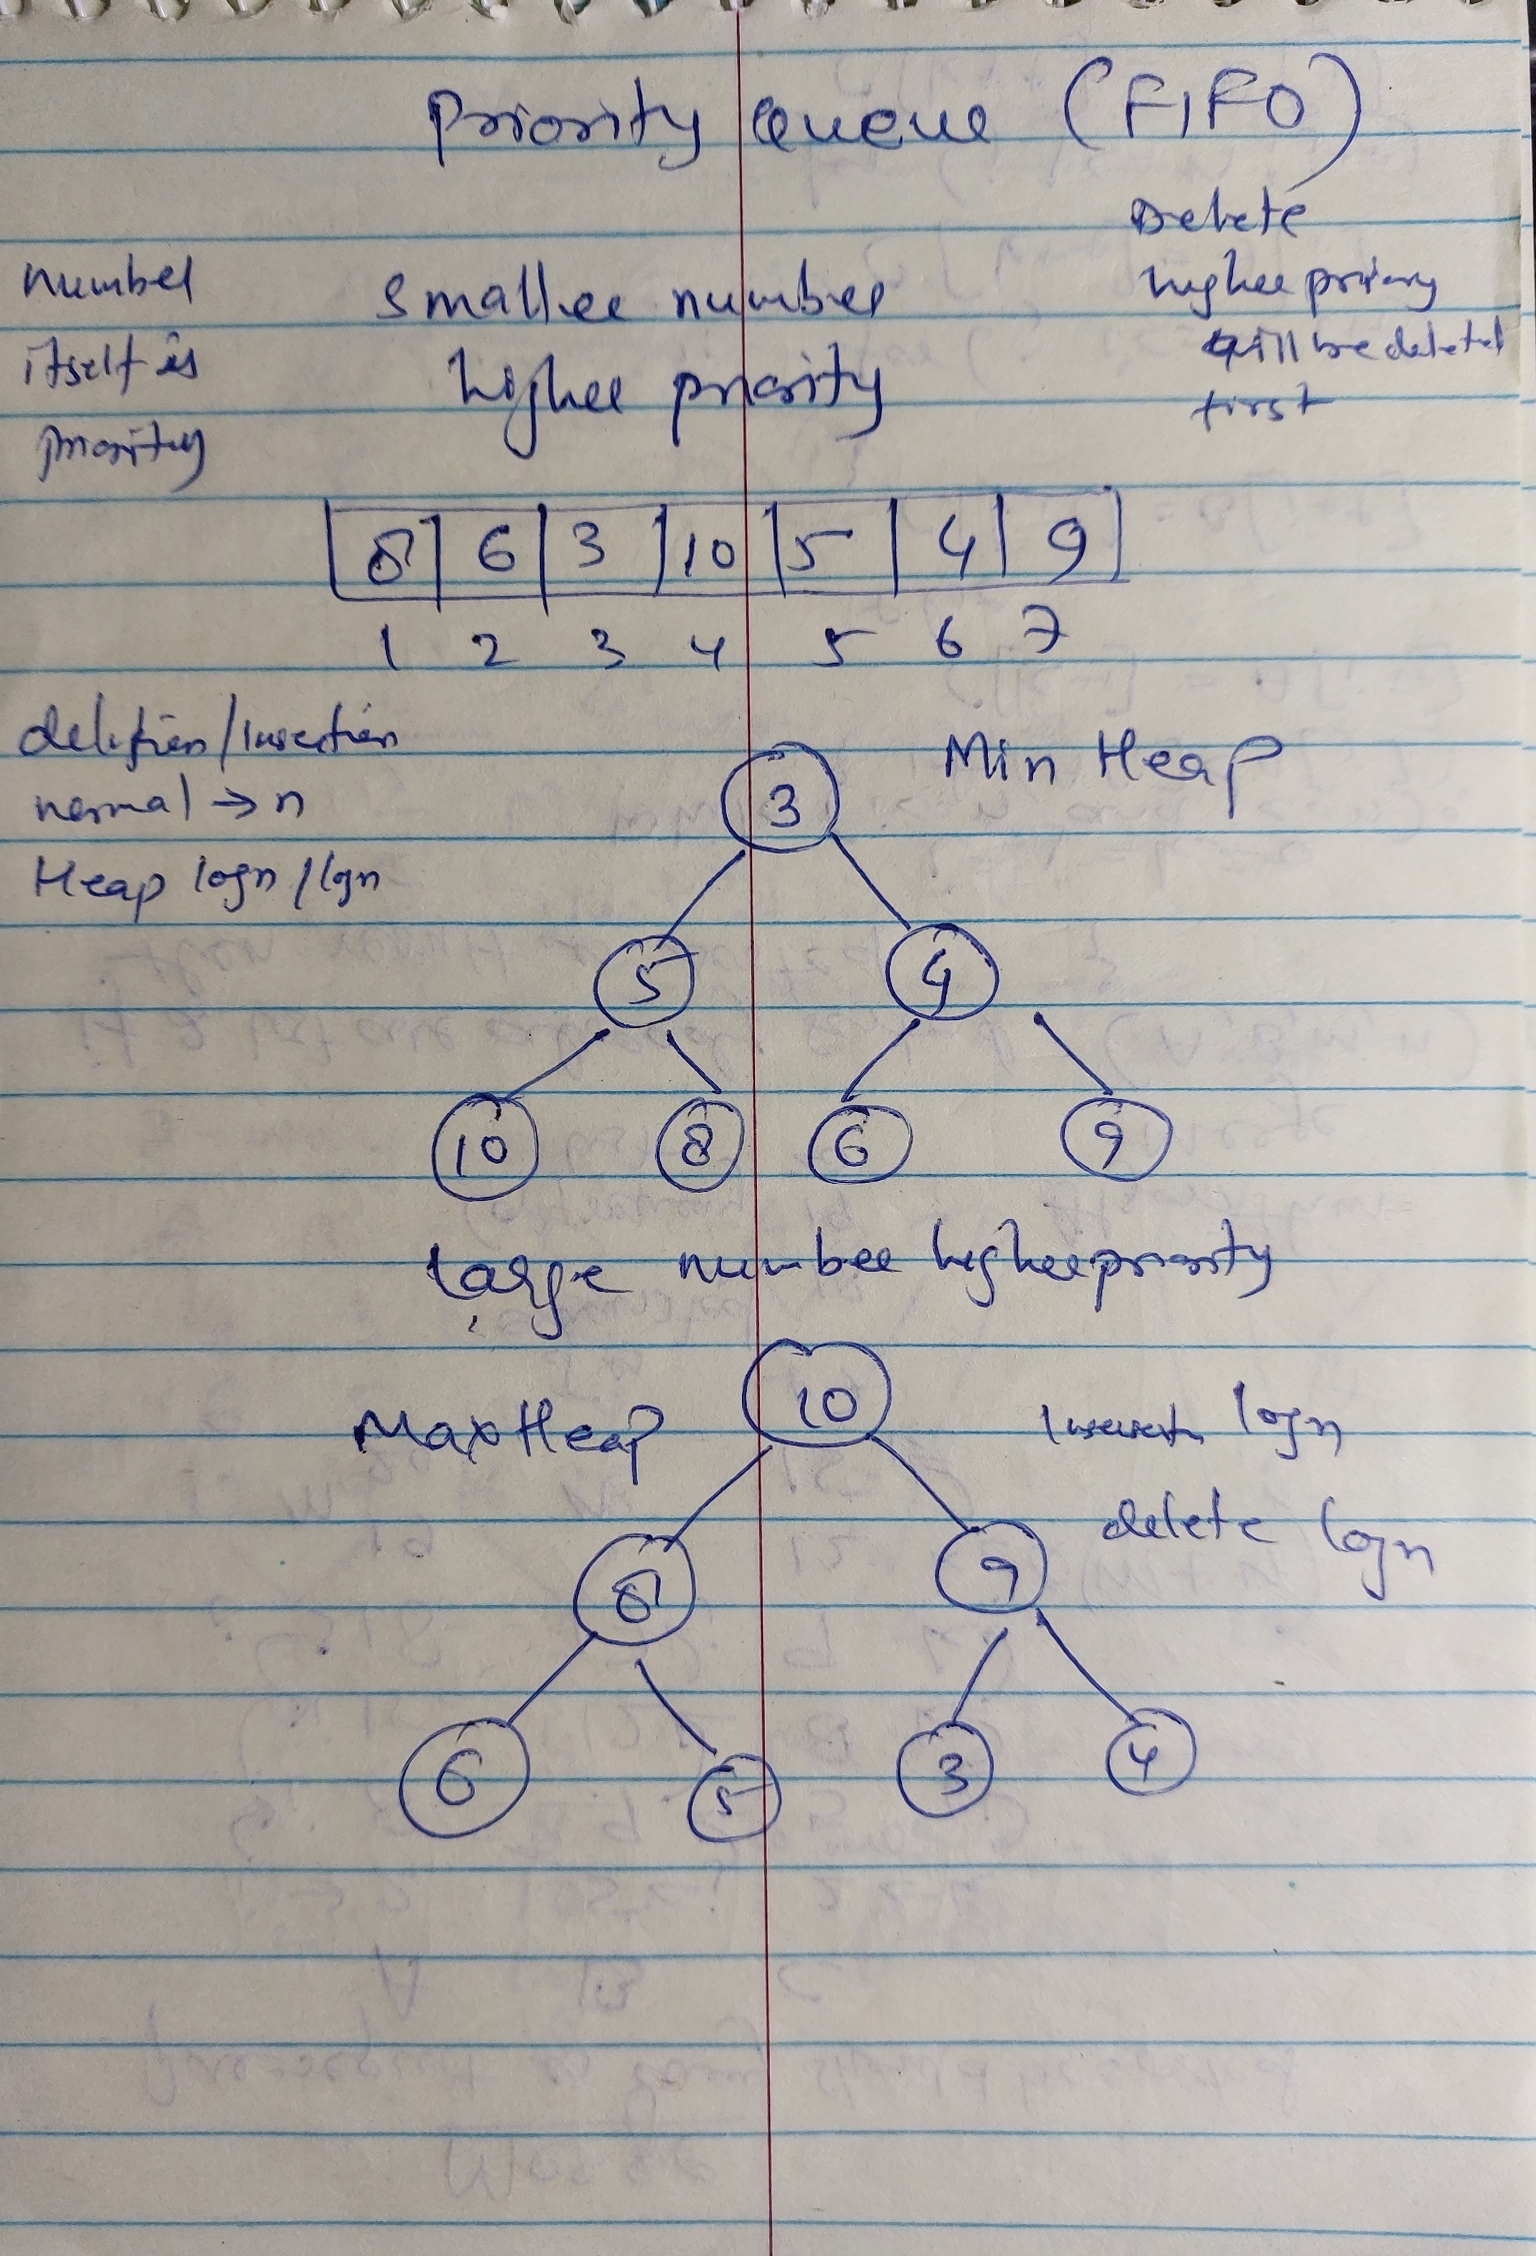 Priority Queue (FIFO)
Delete
higher priority
will be deleted
first
number
itself is
priority
Smaller number
higher priority
8 6 3 10 5 4 9
1 2 3 4 5 6 7
deletion/Insertion
normal → n
Heap logn/lgn
Min Heap
3
5 4
10 8 6 9
Large number higher priority
Max Heap
10
Insert logn
delete logn
8 9
6 5 3 4